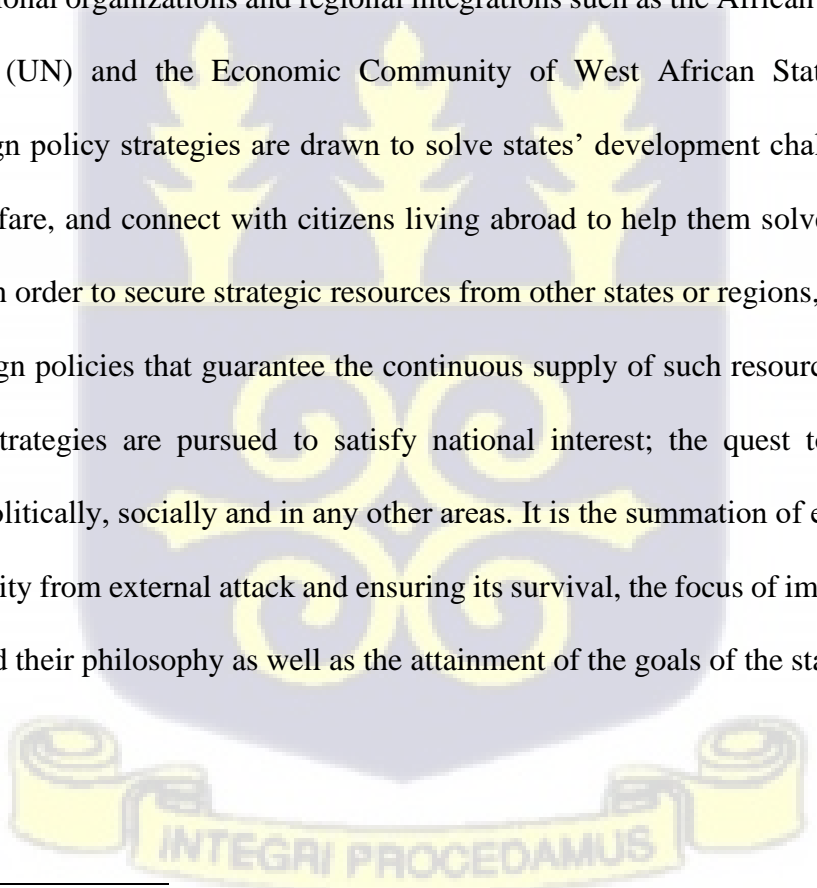 ional organizations and regional integrations such as the African
(UN) and the Economic Community of West African Stat
gn policy strategies are drawn to solve states’ development chal
fare, and connect with citizens living abroad to help them solve
n order to secure strategic resources from other states or regions,
gn policies that guarantee the continuous supply of such resourc
trategies are pursued to satisfy national interest; the quest to
olitically, socially and in any other areas. It is the summation of e
ity from external attack and ensuring its survival, the focus of im
d their philosophy as well as the attainment of the goals of the sta
INTEGRI PROCEDAMUS